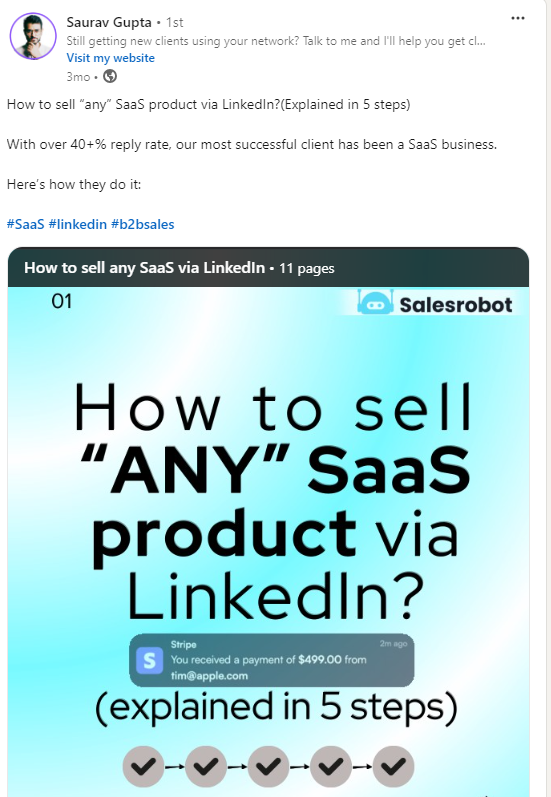 Saurav Gupta • 1st
Still getting new clients using your network? Talk to me and I'll help you get cl...
Visit my website
3mo •
How to sell “any” SaaS product via LinkedIn?(Explained in 5 steps)
With over 40+% reply rate, our most successful client has been a SaaS business.
Here’s how they do it:
#SaaS #linkedin #b2bsales
How to sell any SaaS via LinkedIn • 11 pages
01
Salesrobot
How to sell
“ANY” SaaS
product via
LinkedIn?
Stripe
2m ago
S
You received a payment of $499.00 from
tim@apple.com
(explained in 5 steps)